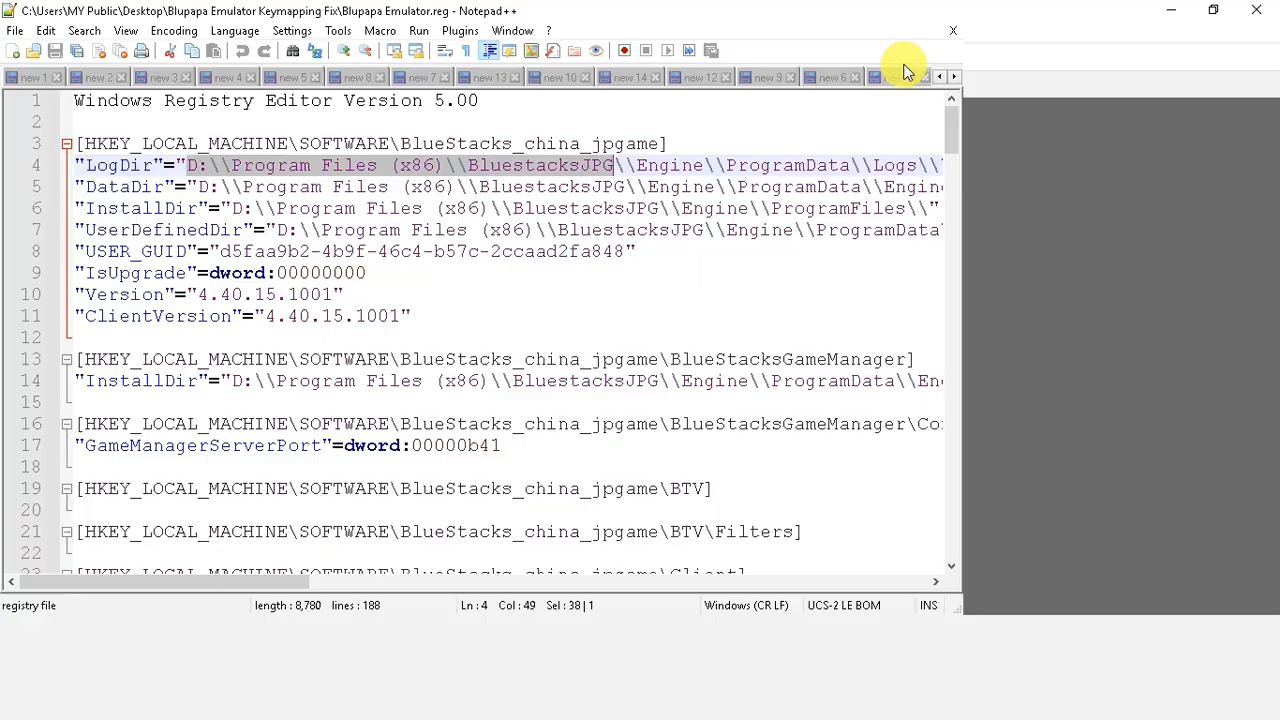 C:\Users\MY Public\Desktop\Blupapa Emulator Keymapping Fix\Blupapa Emulator.reg - Notepad++
File Edit Search View Encoding Language Settings Tools Macro Run Plugins Window ? X
new 1 new 2 new 3 new 4 new 5 new 8 new 7 new 13 new 10 new 14 new 9 new 6
1 Windows Registry Editor Version 5.00
2
3 [HKEY_LOCAL_MACHINE\SOFTWARE\BlueStacks_china_jpgame]
4 "LogDir"="D:\\Program Files (x86)\\BluestacksJPG\\Engine\\ProgramData\\Logs\\
5 "DataDir"="D:\\Program Files (x86)\\BluestacksJPG\\Engine\\ProgramData\\Engin
6 "InstallDir"="D:\\Program Files (x86)\\BluestacksJPG\\Engine\\ProgramFiles\\"
7 "UserDefinedDir"="D:\\Program Files (x86)\\BluestacksJPG\\Engine\\ProgramData
8 "USER_GUID"="d5faa9b2-4b9f-46c4-b57c-2ccaad2fa848"
9 "IsUpgrade"=dword:00000000
10 "Version"="4.40.15.1001"
11 "ClientVersion"="4.40.15.1001"
12
13 [HKEY_LOCAL_MACHINE\SOFTWARE\BlueStacks_china_jpgame\BlueStacksGameManager]
14 "InstallDir"="D:\\Program Files (x86)\\BluestacksJPG\\Engine\\ProgramData\\En
15
16 [HKEY_LOCAL_MACHINE\SOFTWARE\BlueStacks_china_jpgame\BlueStacksGameManager\Co
17 "GameManagerServerPort"=dword:00000b41
18
19 [HKEY_LOCAL_MACHINE\SOFTWARE\BlueStacks_china_jpgame\BTV]
20
21 [HKEY_LOCAL_MACHINE\SOFTWARE\BlueStacks_china_jpgame\BTV\Filters]
22
23 [HKEY_LOCAL_MACHINE\SOFTWARE\BlueStacks_china_jpgame\Client]
registry file length : 8,780 lines : 188 Ln : 4 Col : 49 Sel : 38 | 1 Windows (CR LF) UCS-2 LE BOM INS